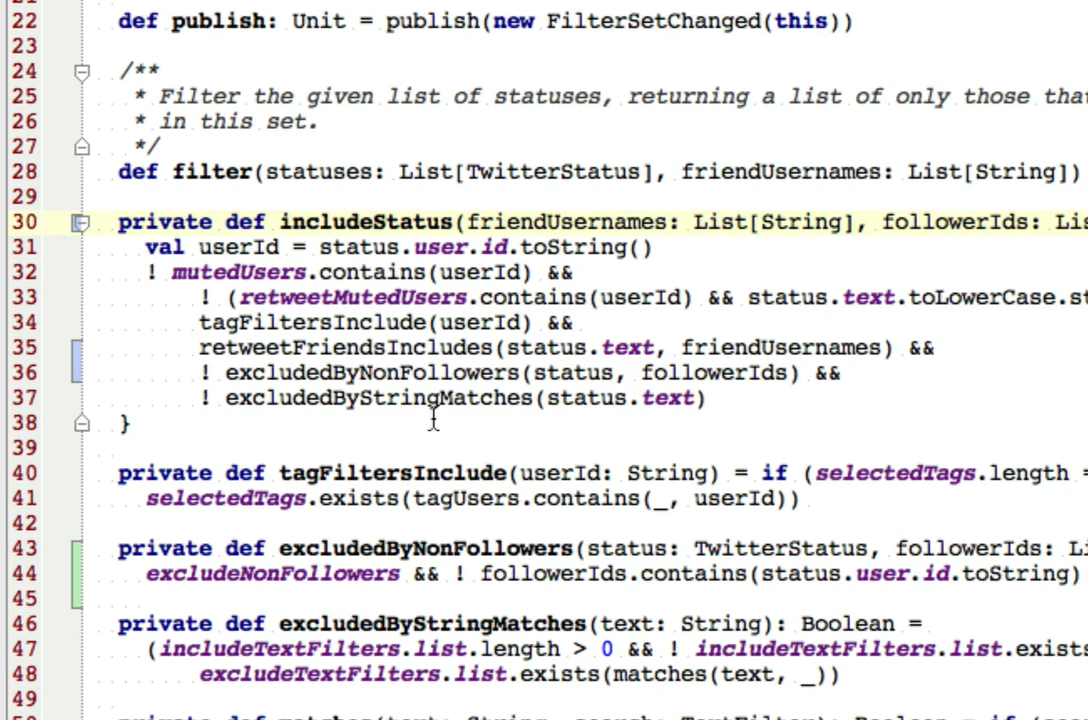 22 def publish: Unit = publish(new FilterSetChanged(this))
23
24 /**
25 * Filter the given list of statuses, returning a list of only those
26 * in this set.
27 */
28 def filter(statuses: List[TwitterStatus], friendUsernames: List[String])
29
30 private def includeStatus(friendUsernames: List[String], followerIds:
31 val userId = status.user.id.toString()
32 ! mutedUsers.contains(userId) &&
33 ! (retweetMutedUsers.contains(userId) && status.text.toLowerCase.
34 tagFiltersInclude(userId) &&
35 retweetFriendsIncludes(status.text, friendUsernames) &&
36 ! excludedByNonFollowers(status, followerIds) &&
37 ! excludedByStringMatches(status.text)
38 }
39
40 private def tagFiltersInclude(userId: String) = if (selectedTags.length =
41 selectedTags.exists(tagUsers.contains(_, userId))
42
43 private def excludedByNonFollowers(status: TwitterStatus, followerIds:
44 excludeNonFollowers && ! followerIds.contains(status.user.id.toString)
45
46 private def excludedByStringMatches(text: String): Boolean =
47 (includeTextFilters.list.length > 0 && ! includeTextFilters.list.exists
48 excludeTextFilters.list.exists(matches(text, _))
49